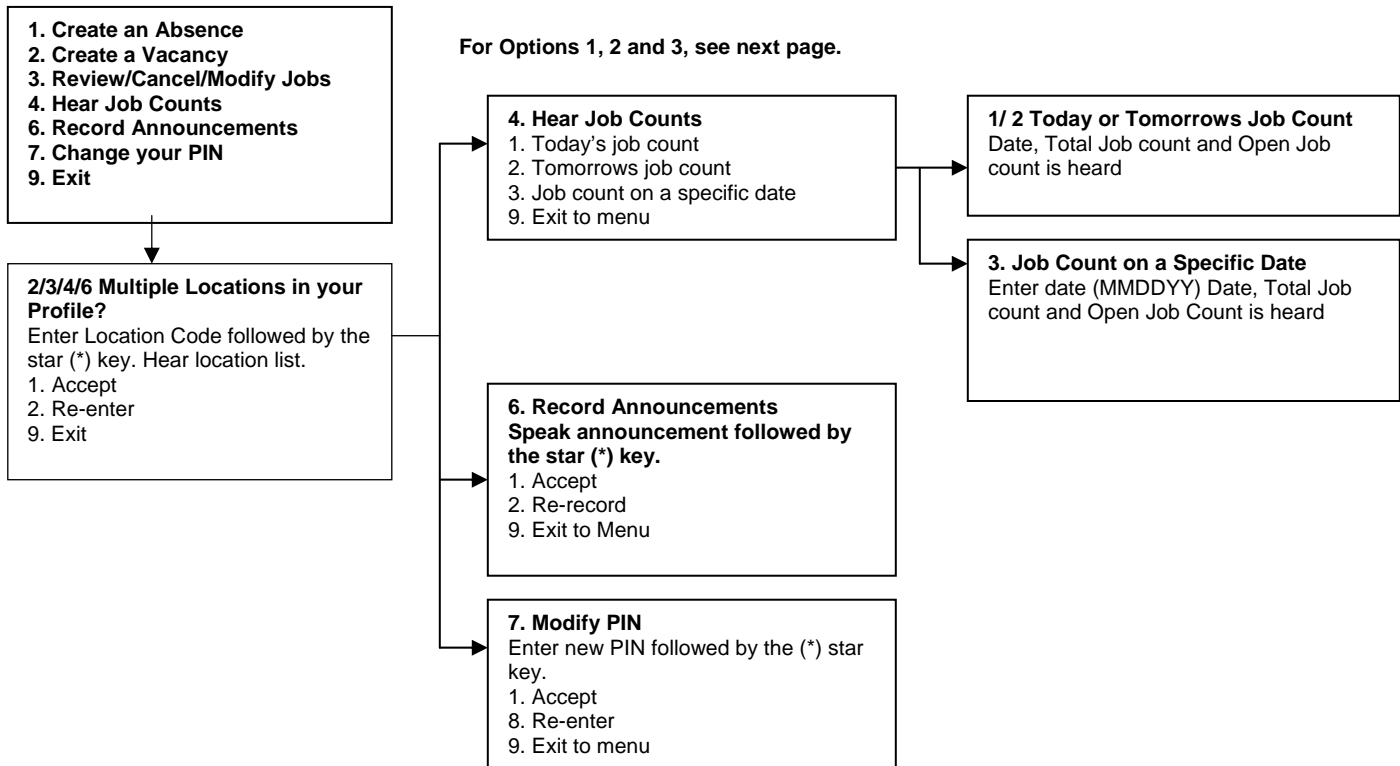 1. Create an Absence
2. Create a Vacancy
3. Review/Cancel/Modify Jobs
4. Hear Job Counts
6. Record Announcements
7. Change your PIN
9. Exit
For Options 1, 2 and 3, see next page.
2/3/4/6 Multiple Locations in your
Profile?
Enter Location Code followed by the
star (*) key. Hear location list.
1. Accept
2. Re-enter
9. Exit
4. Hear Job Counts
1. Today's job count
2. Tomorrows job count
3. Job count on a specific date
9. Exit to menu
1/ 2 Today or Tomorrows Job Count
Date, Total Job count and Open Job
count is heard
3. Job Count on a Specific Date
Enter date (MMDDYY) Date, Total Job
count and Open Job Count is heard
6. Record Announcements
Speak announcement followed by
the star (*) key.
1. Accept
2. Re-record
9. Exit to Menu
7. Modify PIN
Enter new PIN followed by the (*) star
key.
1. Accept
8. Re-enter
9. Exit to menu